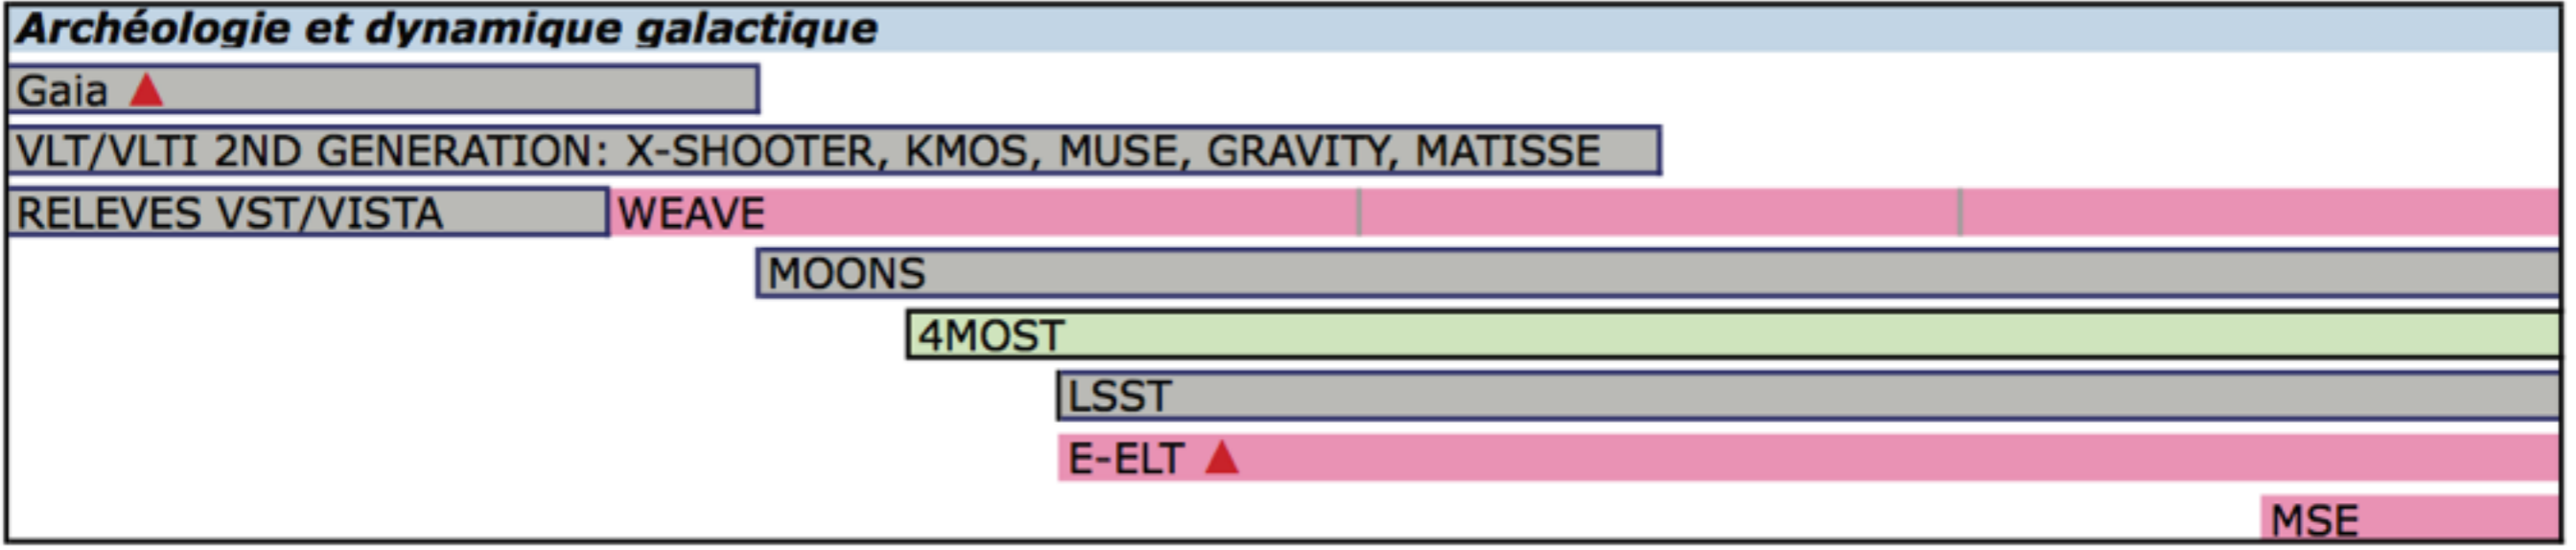 Archéologie et dynamique galactique
Gaia
VLT/VLTI 2ND GENERATION: X-SHOOTER, KMOS, MUSE, GRAVITY, MATISSE
RELEVES VST/VISTA WEAVE
MOONS
4MOST
LSST
E-ELT
MSE